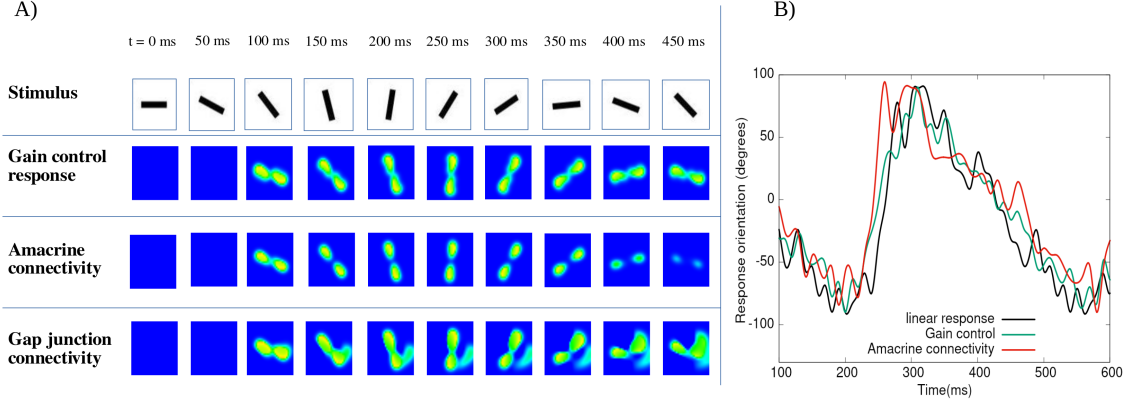 A)
t = 0 ms 50 ms 100 ms 150 ms 200 ms 250 ms 300 ms 350 ms 400 ms 450 ms
Stimulus
Gain control
response
Amacrine
connectivity
Gap junction
connectivity
B)
Response orientation (degrees)
100
50
0
-50
-100
linear response
Gain control
Amacrine connectivity
100 200 300 400 500 600
Time(ms)